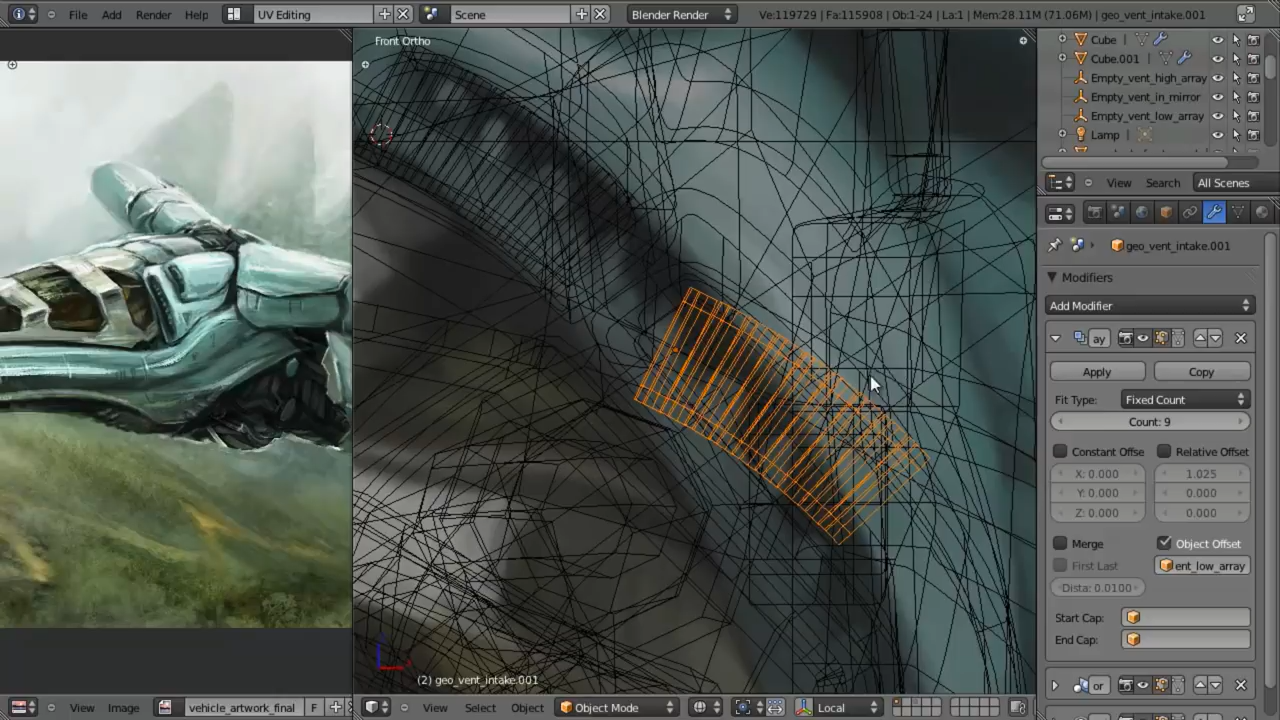 File Add Render Help UV Editing Scene Blender Render Ve:119729 | Fa:115908 | Ob:1-24 | La:1 | Mem:28.11M (71.06M) | geo_vent_intake.001
Front Ortho
Cube
Cube.001
Empty_vent_high_array
Empty_vent_in_mirror
Empty_vent_low_array
Lamp
View Search All Scenes
geo_vent_intake.001
Modifiers
Add Modifier
ay
Apply Copy
Fit Type: Fixed Count
Count: 9
Constant Offse Relative Offset
X: 0.000 1.025
Y: 0.000 0.000
Z: 0.000 0.000
Merge Object Offset
First Last ent_low_array
Dista: 0.0100
Start Cap:
End Cap:
or
(2) geo_vent_intake.001
View Image vehicle_artwork_final F View Select Object Object Mode Local